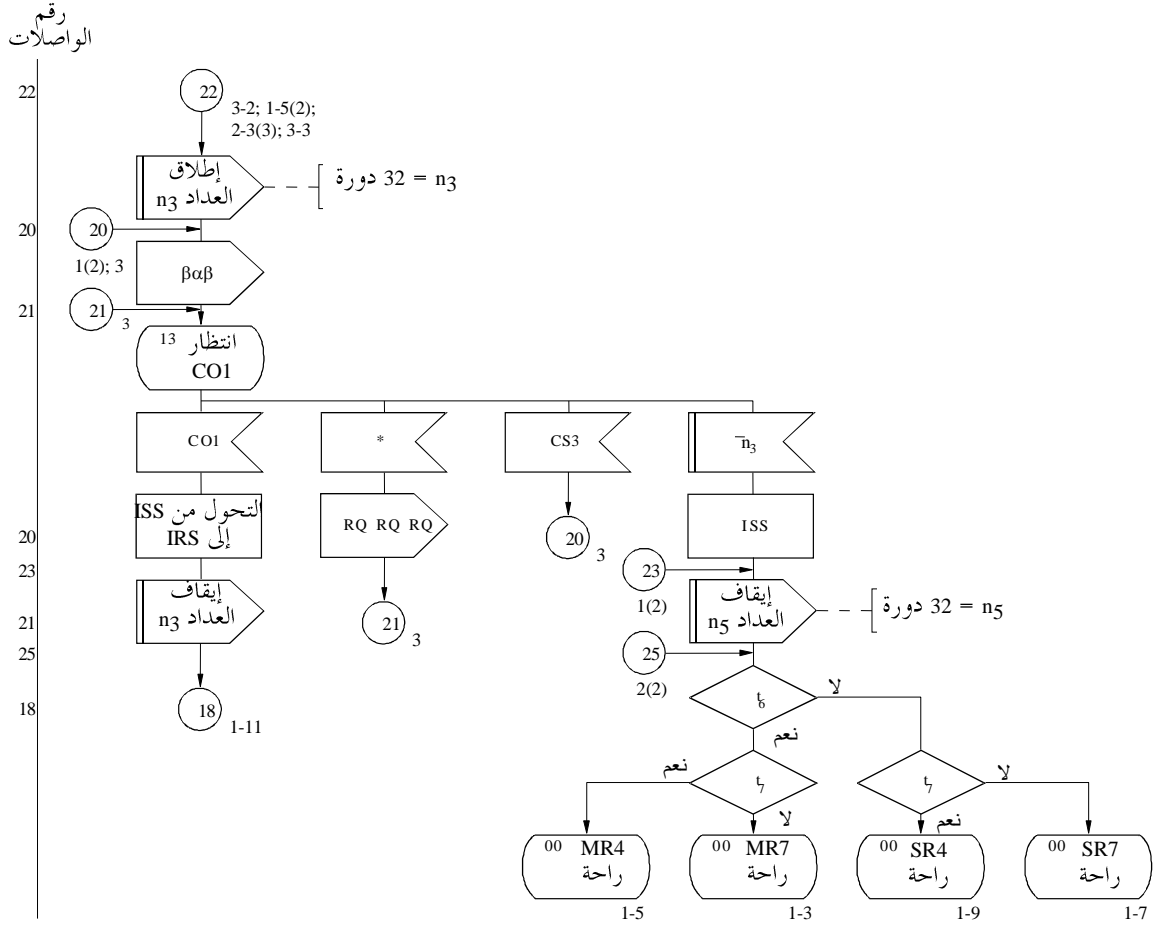 رقم
الواصلات
22
22
3-2; 1-5(2);
2-3(3); 3-3
إطلاق
العداد n3
n3 = 32 دورة
20
20
1(2); 3
βαβ
21
21
3
13 انتظار
CO1
CO1
*
CS3
n̅3
التحول من ISS
إلى IRS
RQ RQ RQ
20
3
ISS
20
23
23
1(2)
إيقاف
العداد n3
21
3
إيقاف
العداد n5
n5 = 32 دورة
21
25
25
2(2)
18
18
1-11
t6
لا
نعم
t7
نعم
لا
t7
لا
نعم
00 MR4
راحة
1-5
00 MR7
راحة
1-3
00 SR4
راحة
1-9
00 SR7
راحة
1-7